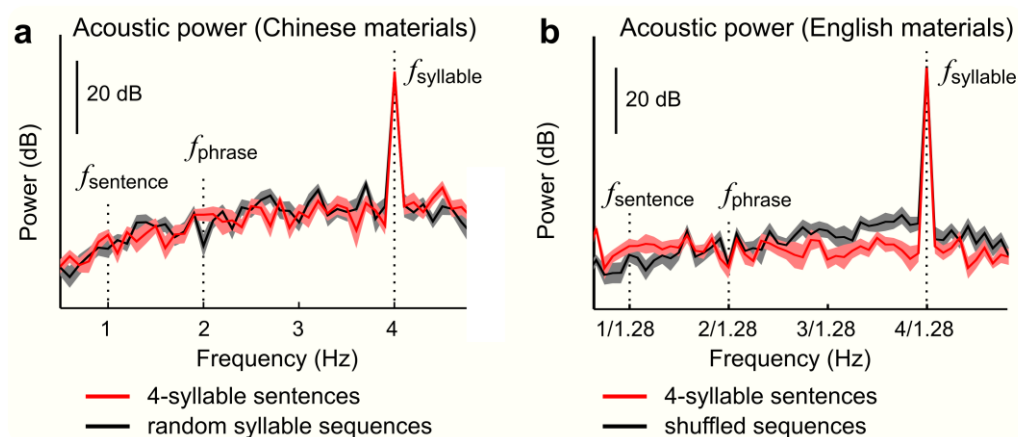 a Acoustic power (Chinese materials)
20 dB
fsyllable
fphrase
fsentence
Power (dB)
1 2 3 4
Frequency (Hz)
4-syllable sentences
random syllable sequences
b Acoustic power (English materials)
20 dB
fsyllable
fsentence fphrase
Power (dB)
1/1.28 2/1.28 3/1.28 4/1.28
Frequency (Hz)
4-syllable sentences
shuffled sequences